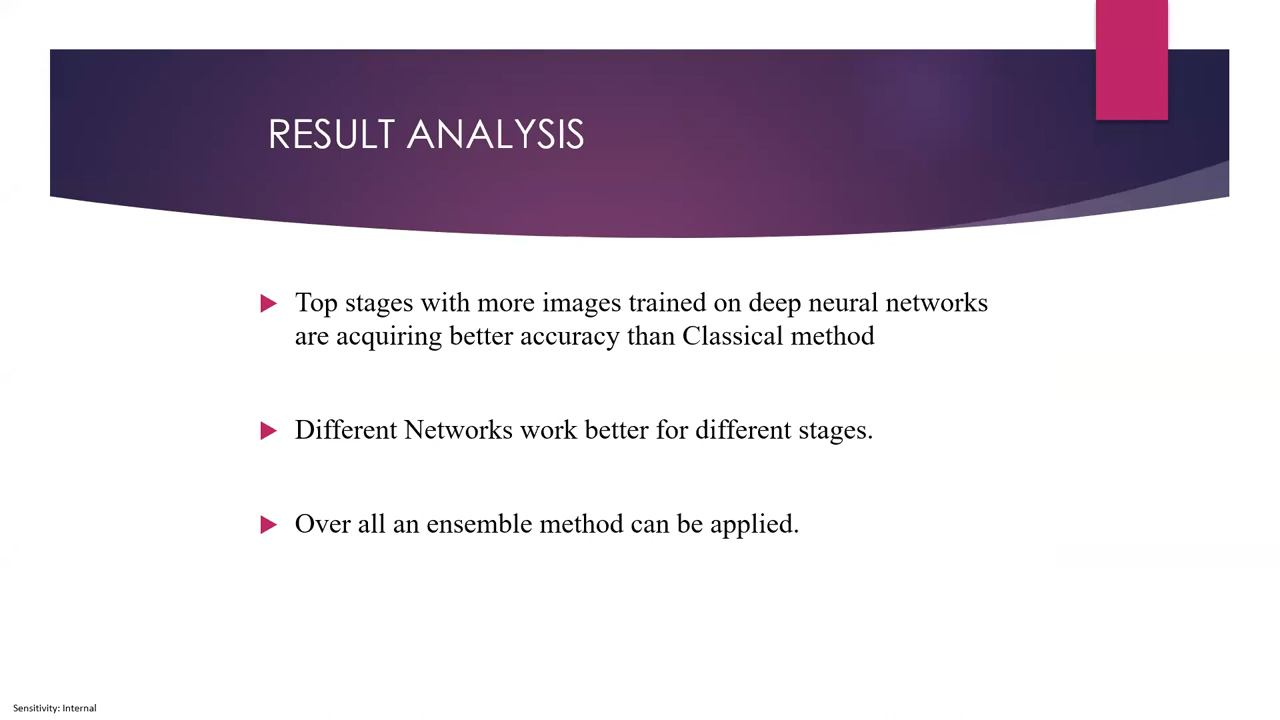 RESULT ANALYSIS
Top stages with more images trained on deep neural networks
are acquiring better accuracy than Classical method
Different Networks work better for different stages.
Over all an ensemble method can be applied.
Sensitivity: Internal